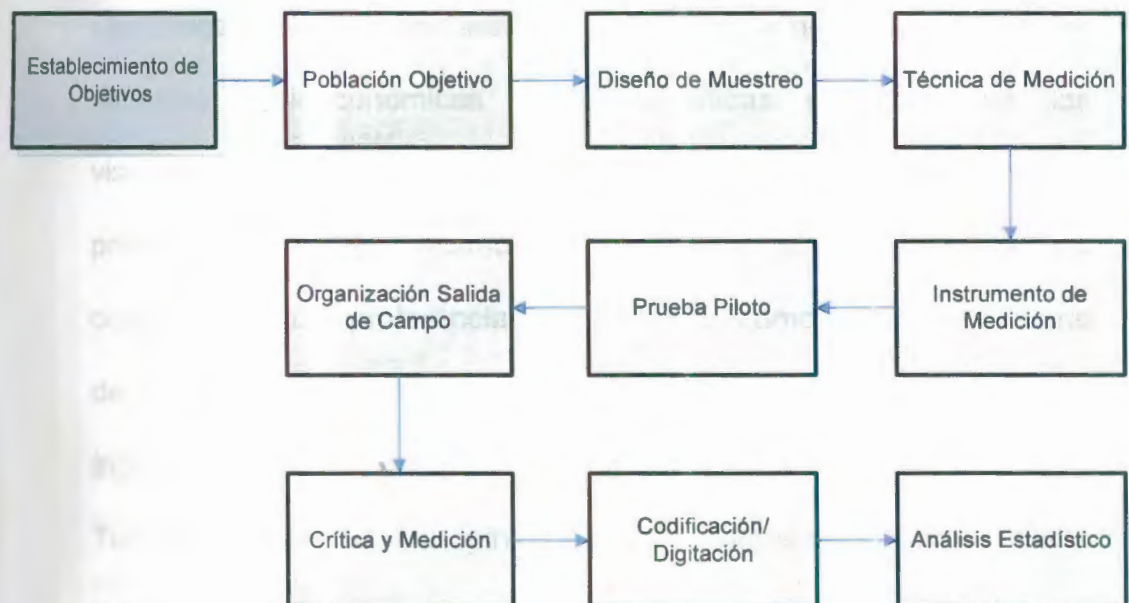 Establecimiento de
Objetivos
Población Objetivo
Diseño de Muestreo
Técnica de Medición
Instrumento de
Medición
Prueba Piloto
Organización Salida
de Campo
Crítica y Medición
Codificación/
Digitación
Análisis Estadístico